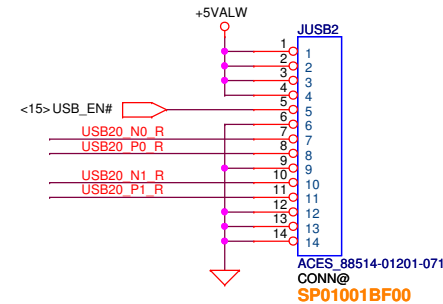 +5VALW
JUSB2
1 1
2 2
3 3
4 4
<15> USB_EN# 5 5
6 6
USB20_N0_R 7 7
USB20_P0_R 8 8
9 9
USB20_N1_R 10 10
USB20_P1_R 11 11
12 12
13 13
14 14
ACES_88514-01201-071
CONN@
SP01001BF00